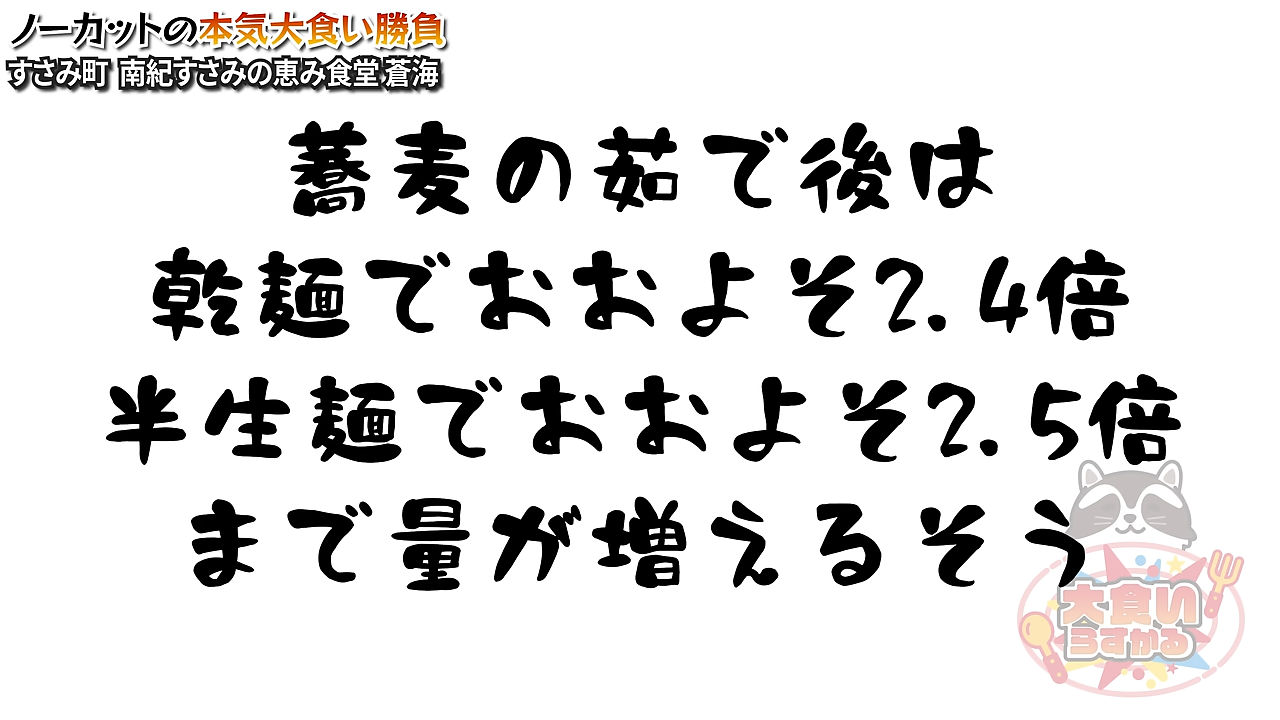 ノーカットの本気大食い勝負
すさみ町 南紀すさみの恵み食堂 蒼海
蕎麦の茹で後は
乾麺でおおよそ2.4倍
半生麺でおおよそ2.5倍
まで量が増えるそう
大食い
らすかる